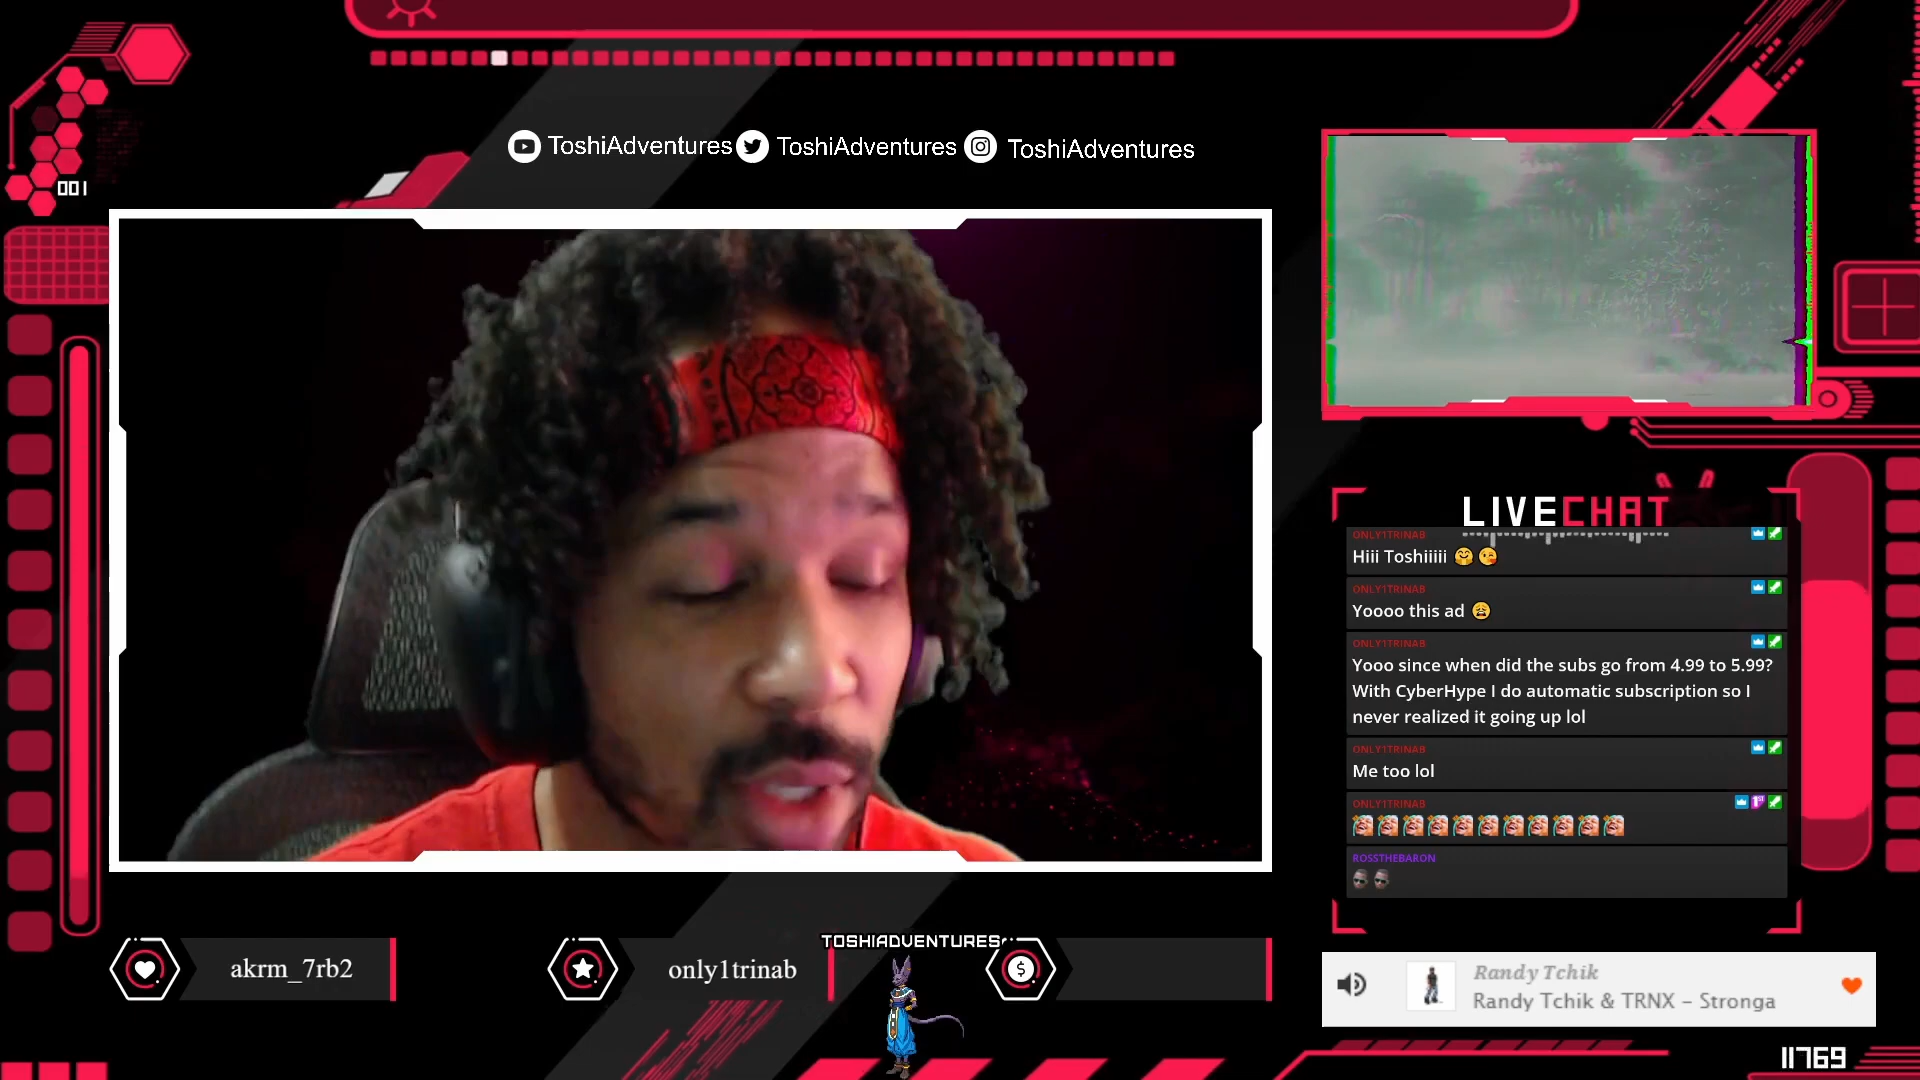 ToshiAdventures ToshiAdventures ToshiAdventures
001
LIVECHAT
ONLY1TRINAB
Hiii Toshiiiii 🤗 😘
ONLY1TRINAB
Yoooo this ad 😩
ONLY1TRINAB
Yooo since when did the subs go from 4.99 to 5.99?
With CyberHype I do automatic subscription so I
never realized it going up lol
ONLY1TRINAB
Me too lol
ONLY1TRINAB
1ST
ROSSTHEBARON
akrm_7rb2
only1trinab
TOSHIADVENTURES
$
Randy Tchik
Randy Tchik & TRNX – Stronga
11769